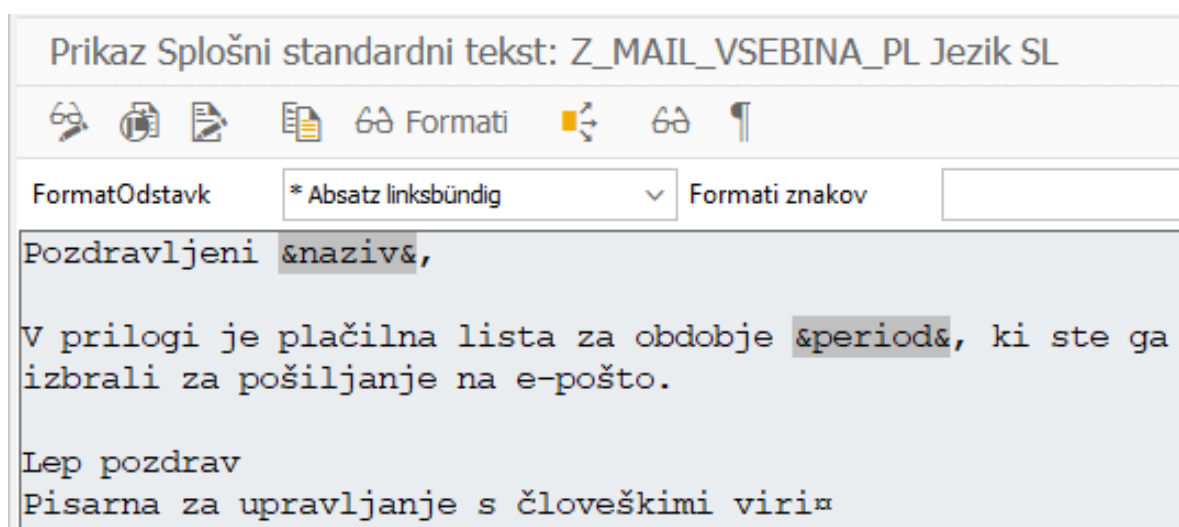 Prikaz Splošni standardni tekst: Z_MAIL_VSEBINA_PL Jezik SL
Formati
FormatOdstavk * Absatz linksbündig Formati znakov
Pozdravljeni &naziv&,
V prilogi je plačilna lista za obdobje &period&, ki ste ga
izbrali za pošiljanje na e-pošto.
Lep pozdrav
Pisarna za upravljanje s človeškimi viri¤